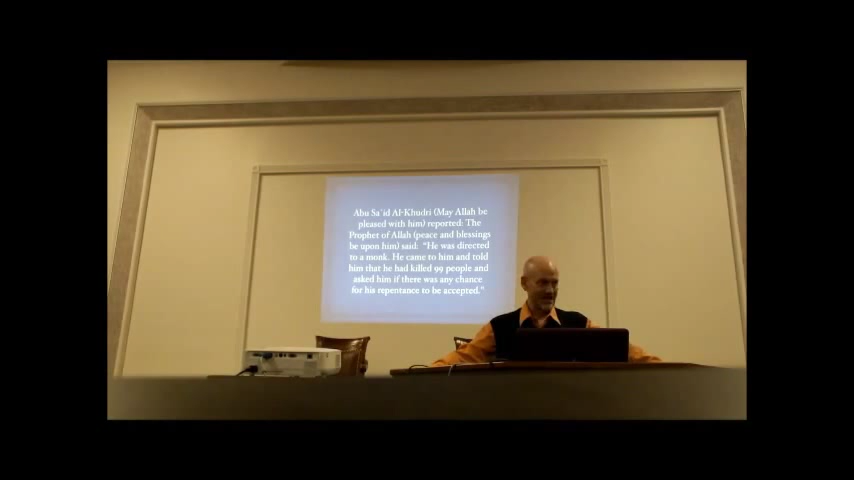 Abu Sa`id Al-Khudri (May Allah be
pleased with him) reported: The
Prophet of Allah (peace and blessings
be upon him) said: "He was directed
to a monk. He came to him and told
him that he had killed 99 people and
asked him if there was any chance
for his repentance to be accepted."